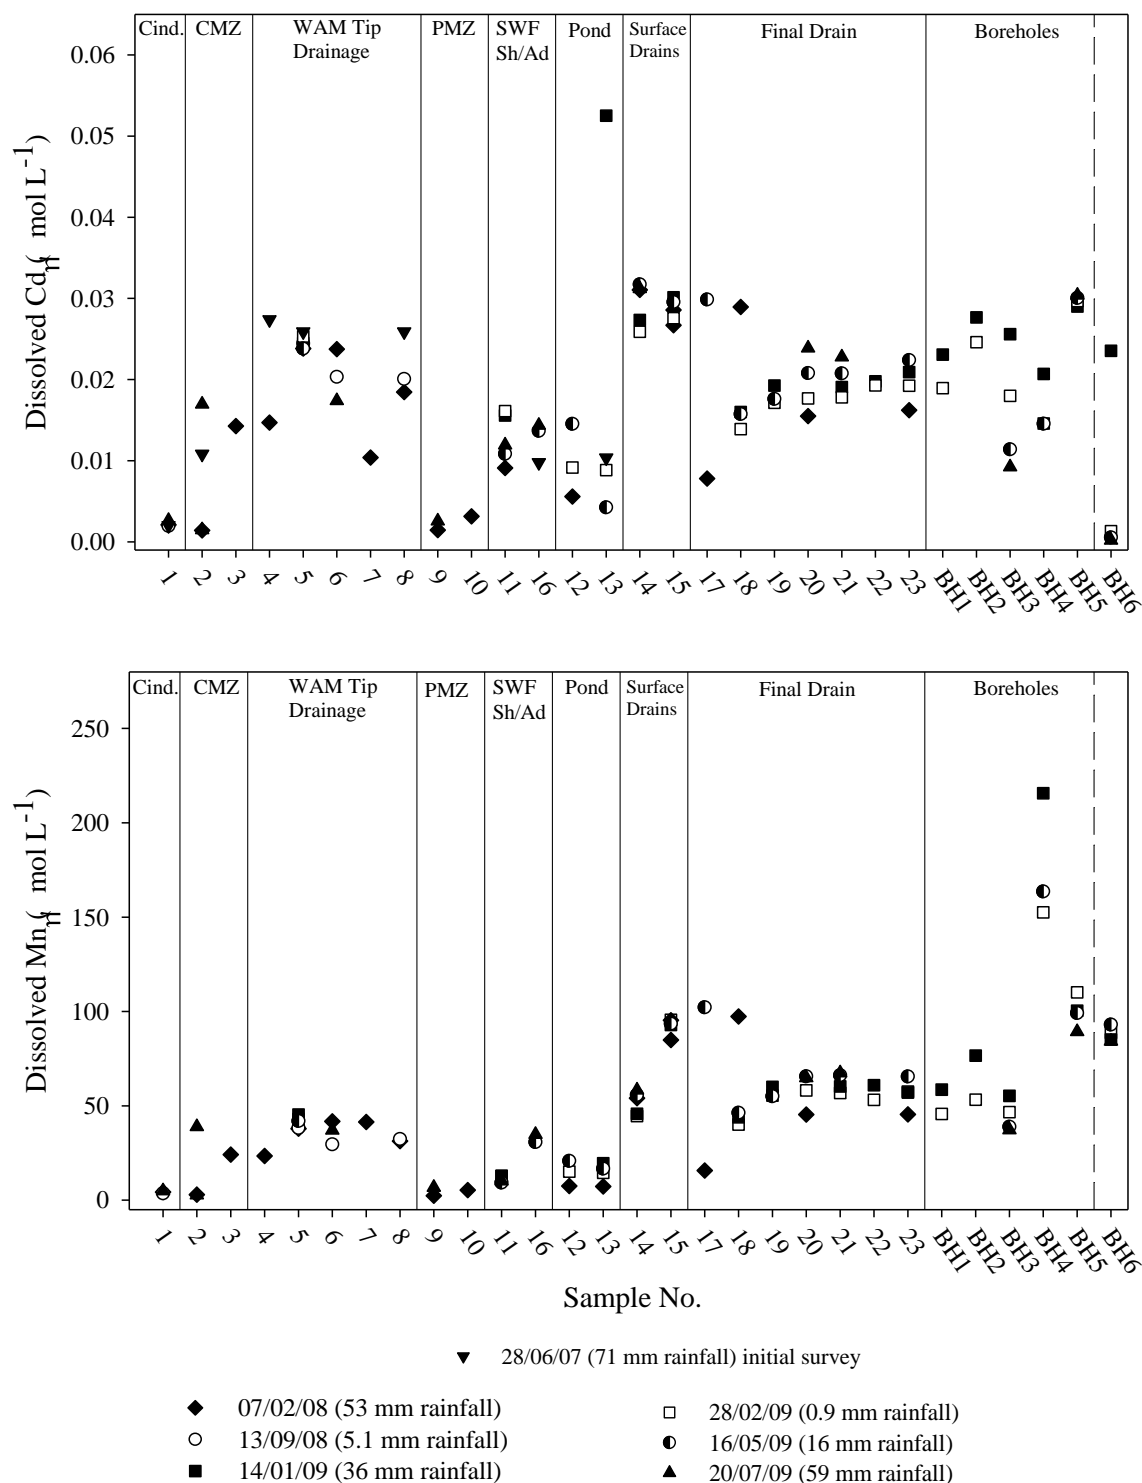 Cind. CMZ WAM Tip Drainage PMZ SWF Sh/Ad Pond Surface Drains Final Drain Boreholes
0.06
0.05
0.04
0.03
0.02
0.01
0.00
Dissolved Cd (η mol L-1)
1 2 3 4 5 6 7 8 9 10 11 16 12 13 14 15 17 18 19 20 21 22 23 BH1 BH2 BH3 BH4 BH5 BH6
Cind. CMZ WAM Tip Drainage PMZ SWF Sh/Ad Pond Surface Drains Final Drain Boreholes
250
200
150
100
50
0
Dissolved Mn (η mol L-1)
1 2 3 4 5 6 7 8 9 10 11 16 12 13 14 15 17 18 19 20 21 22 23 BH1 BH2 BH3 BH4 BH5 BH6
Sample No.
28/06/07 (71 mm rainfall) initial survey
07/02/08 (53 mm rainfall)
13/09/08 (5.1 mm rainfall)
14/01/09 (36 mm rainfall)
28/02/09 (0.9 mm rainfall)
16/05/09 (16 mm rainfall)
20/07/09 (59 mm rainfall)